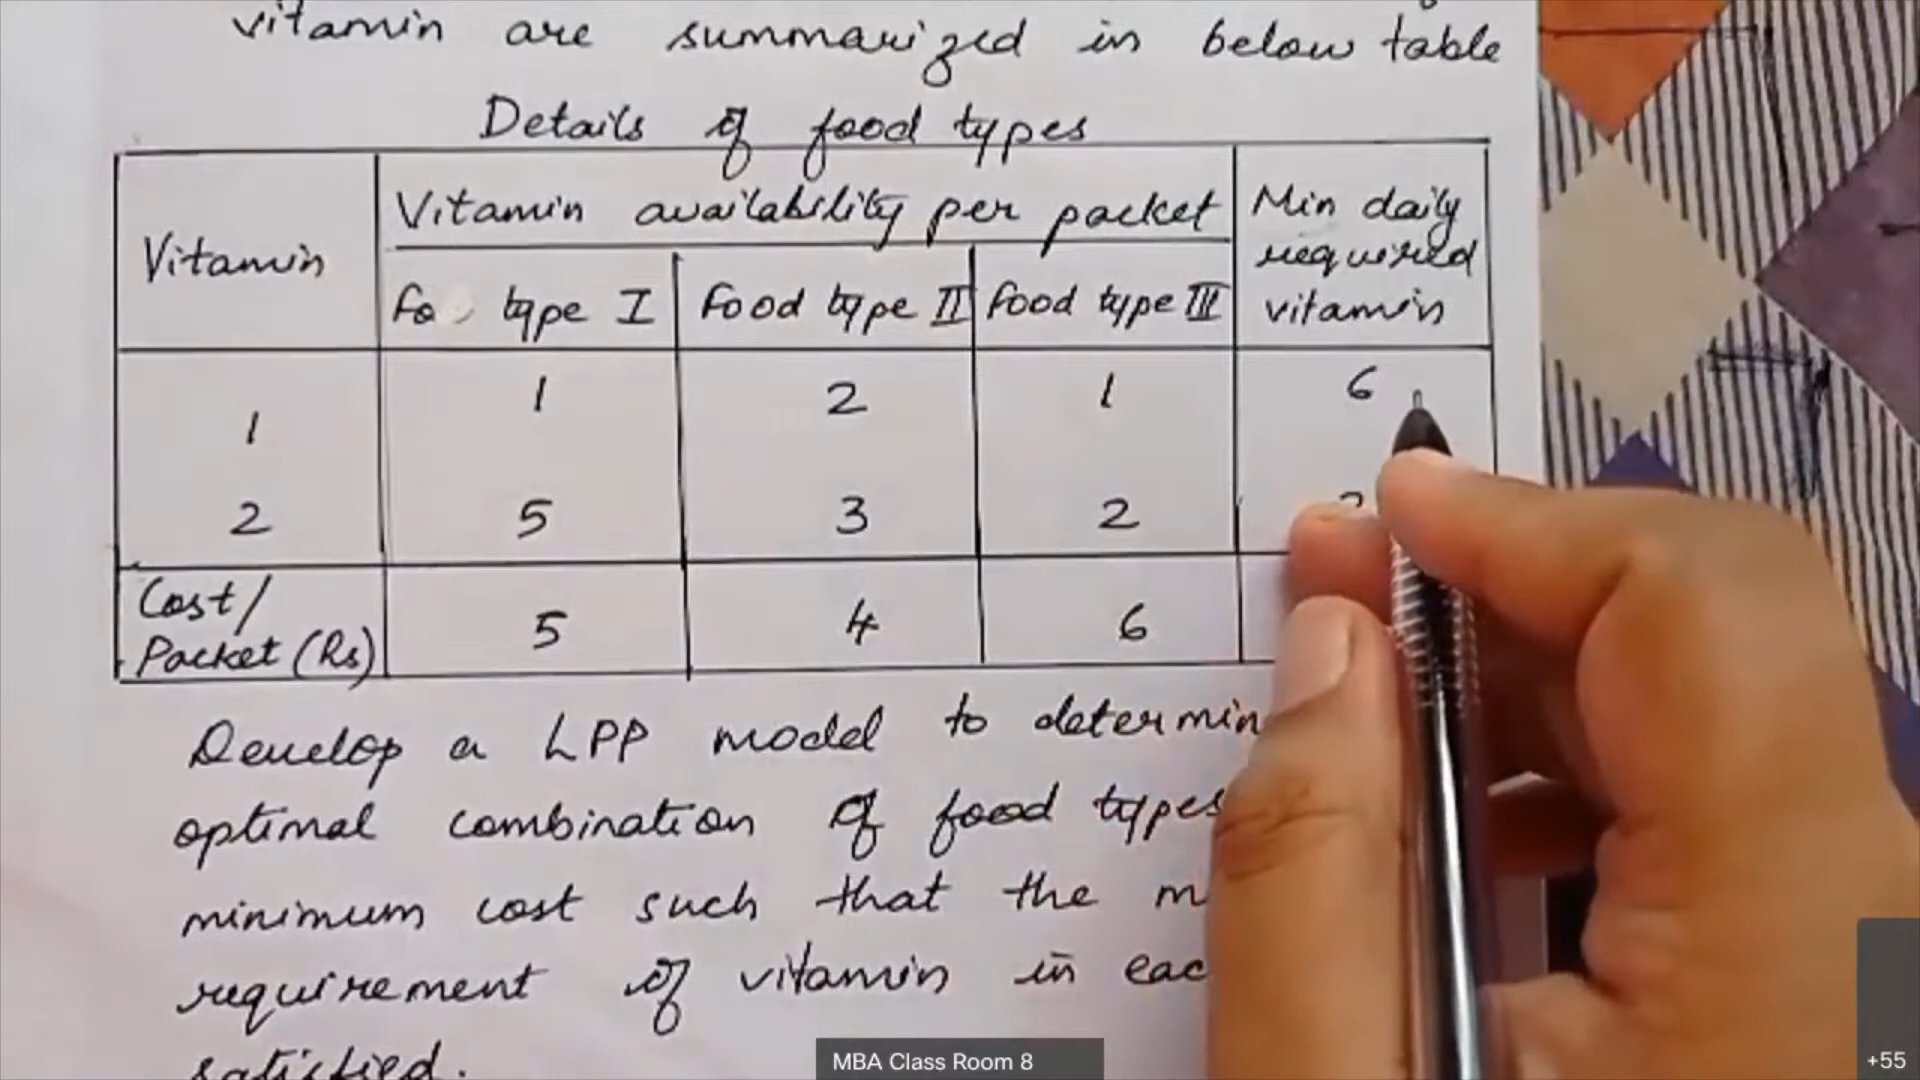 vitamin are summarized in below table
Details of food types
Vitamin
Vitamin availability per packet
Min daily required vitamin
type I
Food type II
Food type III
1 1 2 1 6
2 5 3 2
Cost/ Packet (Rs) 5 4 6
Develop a LPP model to
optimal combination of food types
minimum cost such that the
requirement of vitamin in
satisfied.
MBA Class Room 8
+55